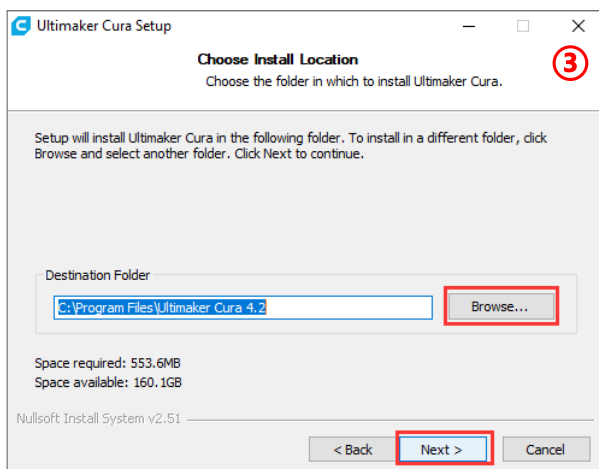 Ultimaker Cura Setup
Choose Install Location
Choose the folder in which to install Ultimaker Cura.
③
Setup will install Ultimaker Cura in the following folder. To install in a different folder, click
Browse and select another folder. Click Next to continue.
Destination Folder
C:\Program Files\Ultimaker Cura 4.2
Browse...
Space required: 553.6MB
Space available: 160.1GB
Nullsoft Install System v2.51
< Back
Next >
Cancel